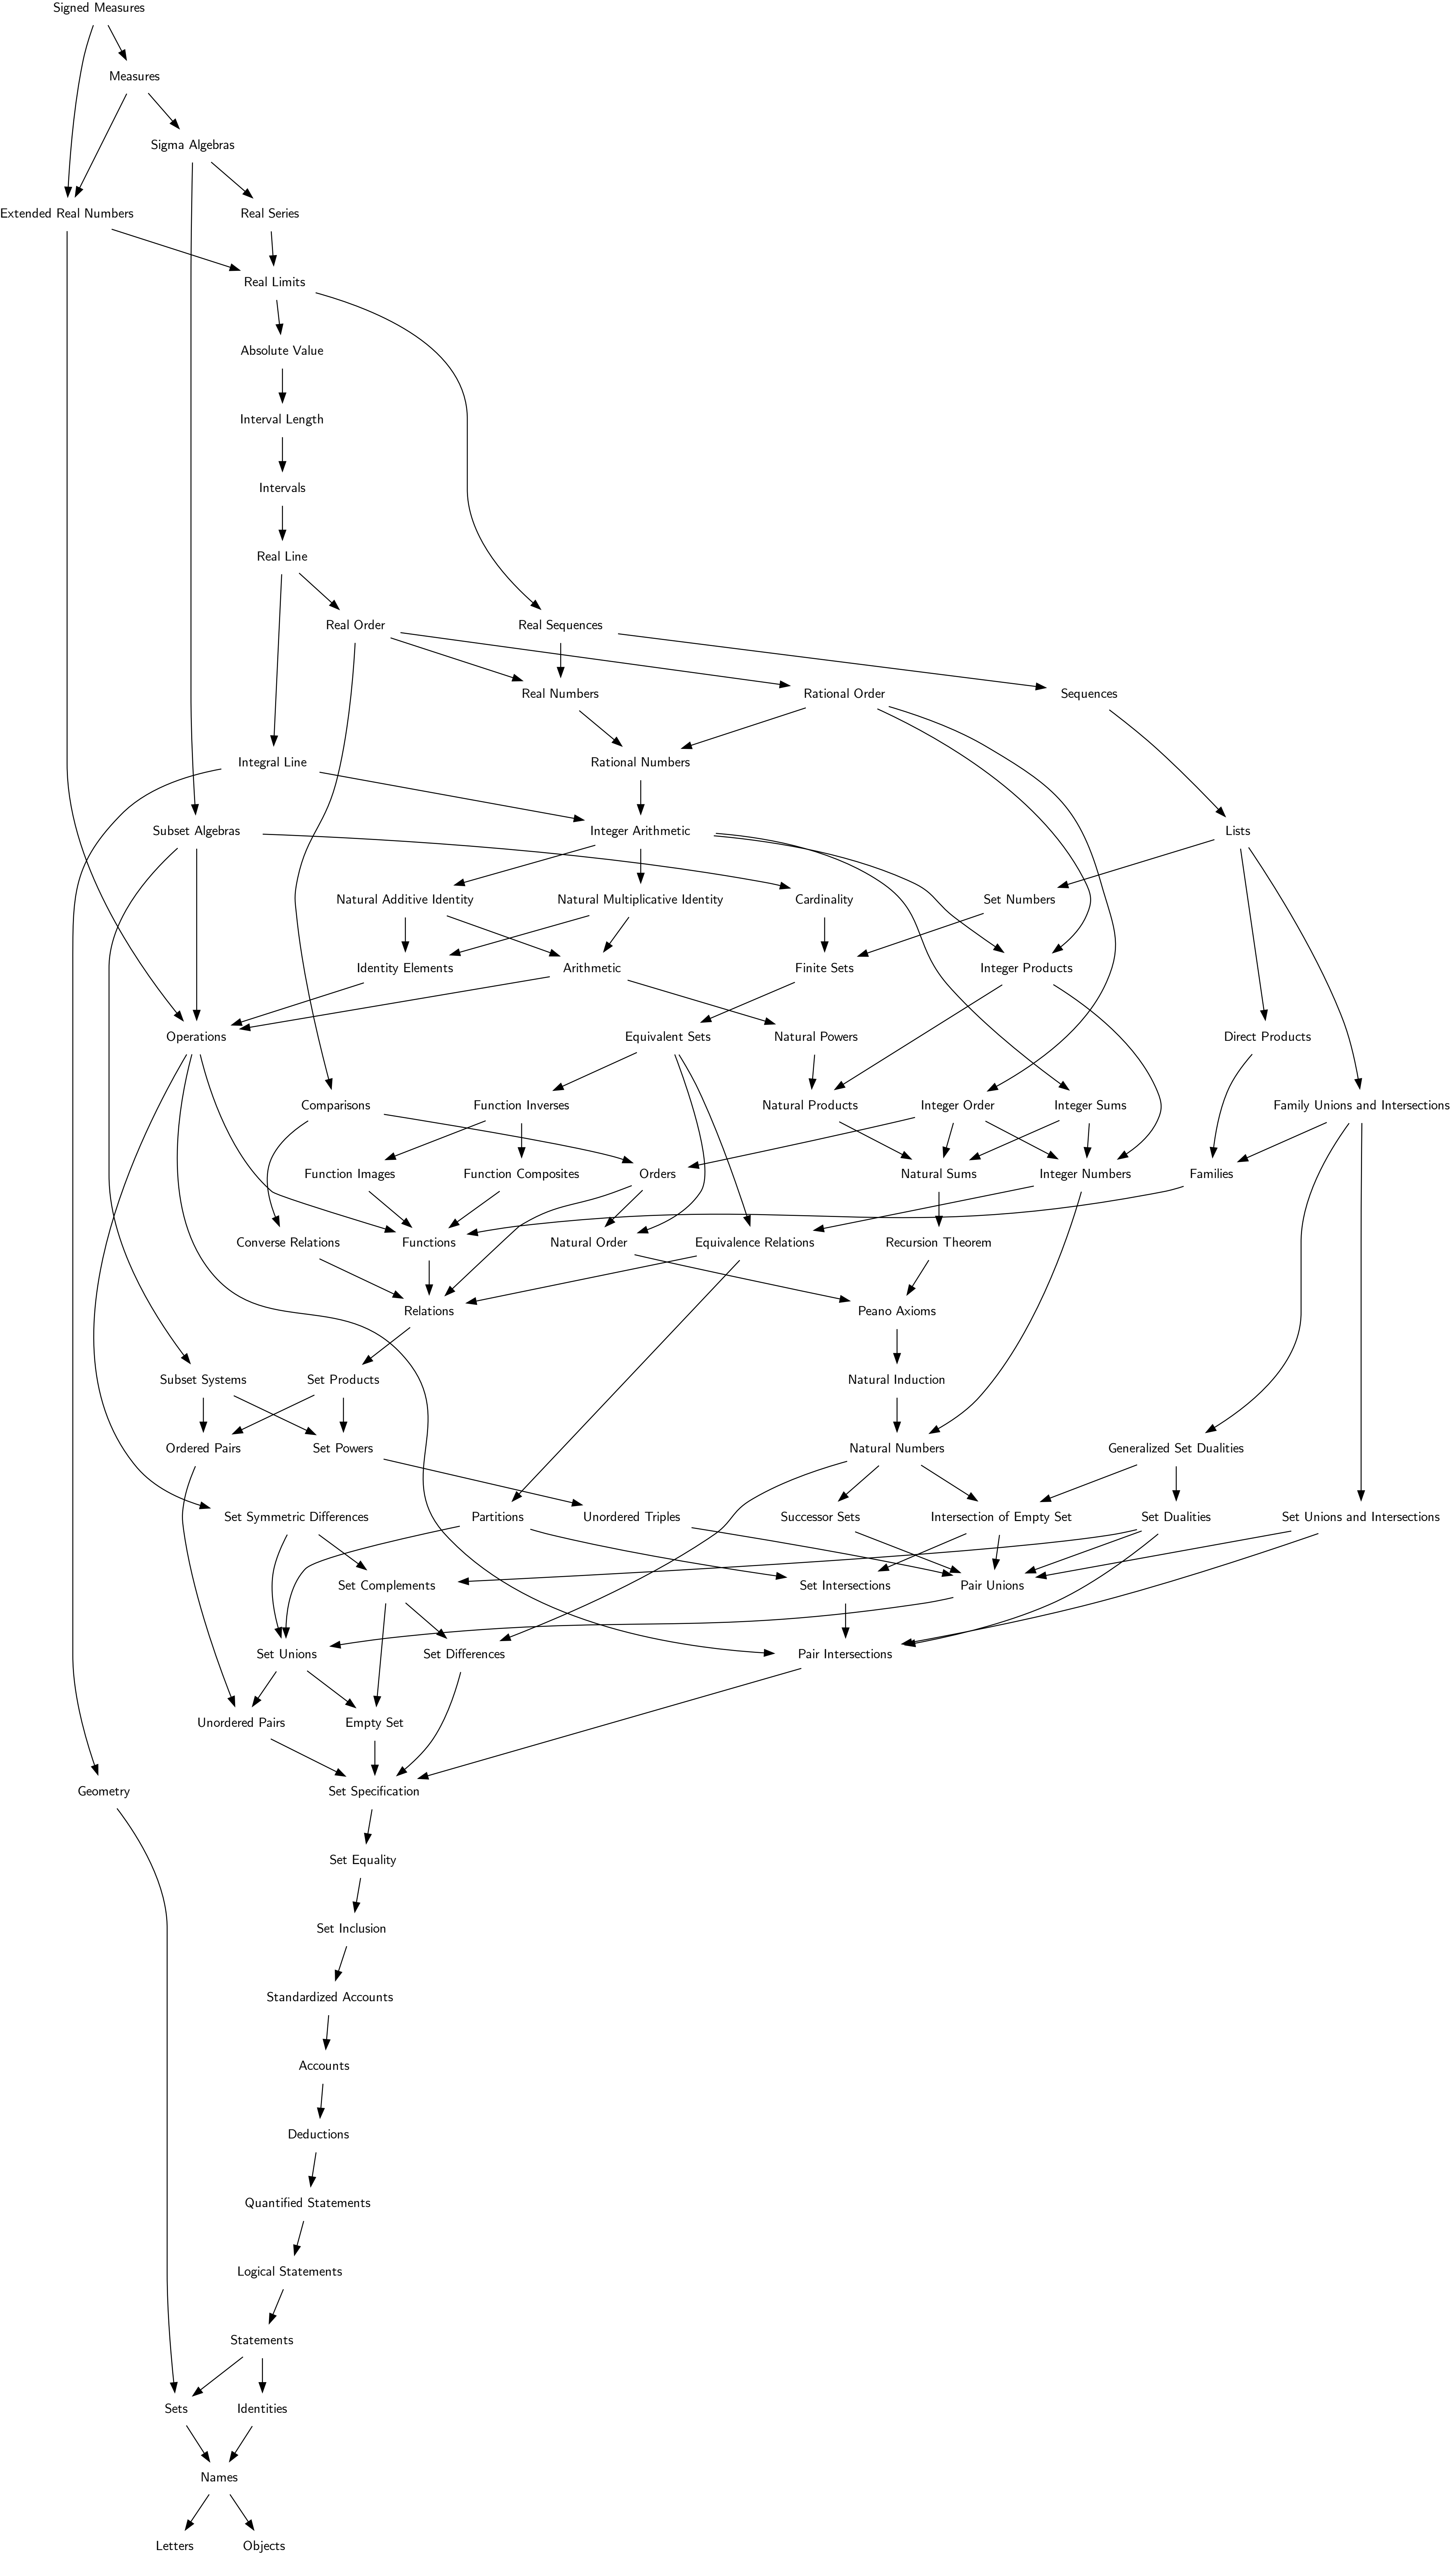 Signed Measures
Measures
Sigma Algebras
Extended Real Numbers
Real Series
Real Limits
Absolute Value
Interval Length
Intervals
Real Line
Real Order
Real Sequences
Real Numbers
Rational Order
Sequences
Integral Line
Rational Numbers
Subset Algebras
Integer Arithmetic
Lists
Natural Additive Identity
Natural Multiplicative Identity
Cardinality
Set Numbers
Identity Elements
Arithmetic
Finite Sets
Integer Products
Operations
Equivalent Sets
Natural Powers
Direct Products
Comparisons
Function Inverses
Natural Products
Integer Order
Integer Sums
Family Unions and Intersections
Function Images
Function Composites
Orders
Natural Sums
Integer Numbers
Families
Converse Relations
Functions
Natural Order
Equivalence Relations
Recursion Theorem
Relations
Peano Axioms
Subset Systems
Set Products
Natural Induction
Ordered Pairs
Set Powers
Natural Numbers
Generalized Set Dualities
Set Symmetric Differences
Partitions
Unordered Triples
Successor Sets
Intersection of Empty Set
Set Dualities
Set Unions and Intersections
Set Complements
Set Intersections
Pair Unions
Set Unions
Set Differences
Pair Intersections
Unordered Pairs
Empty Set
Geometry
Set Specification
Set Equality
Set Inclusion
Standardized Accounts
Accounts
Deductions
Quantified Statements
Logical Statements
Statements
Sets
Identities
Names
Letters
Objects